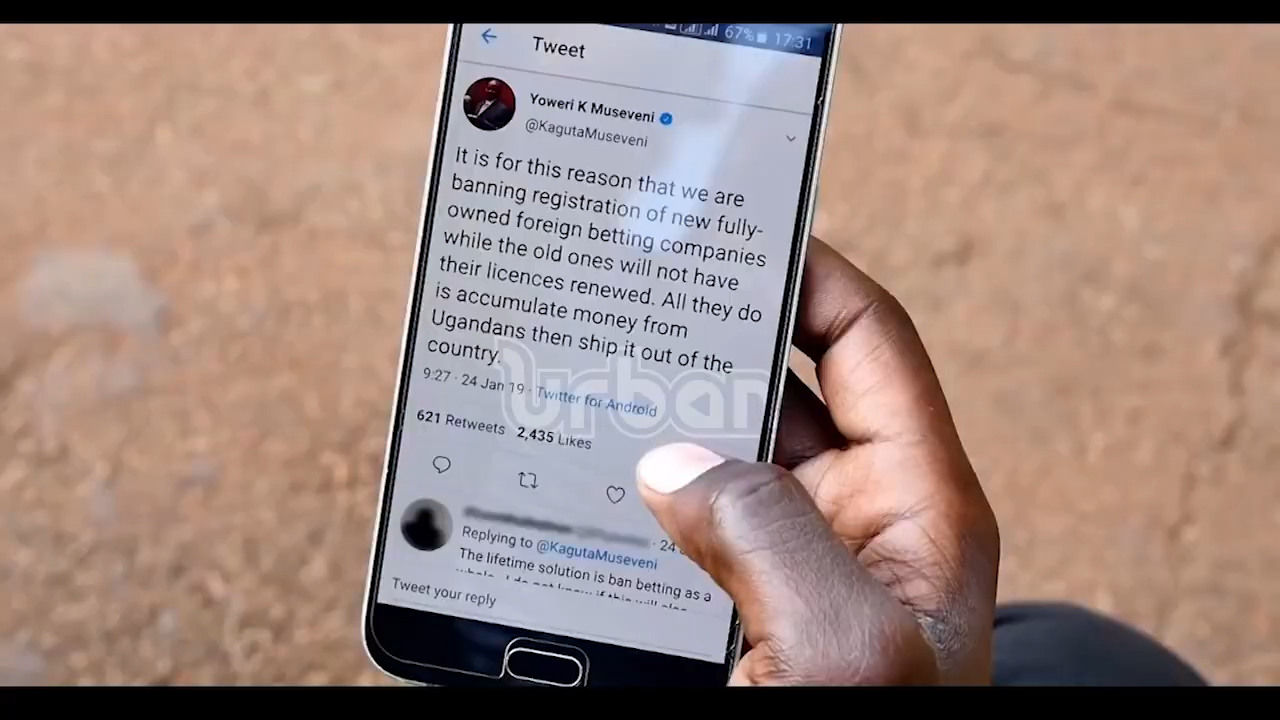 67% 17:31
Tweet
Yoweri K Museveni
@KagutaMuseveni
It is for this reason that we are
banning registration of new fully-
owned foreign betting companies
while the old ones will not have
their licences renewed. All they do
is accumulate money from
Ugandans then ship it out of the
country.
9:27 · 24 Jan 19 · Twitter for Android
621 Retweets 2,435 Likes
urban
· 24
Replying to @KagutaMuseveni
The lifetime solution is ban betting as a
Tweet your reply